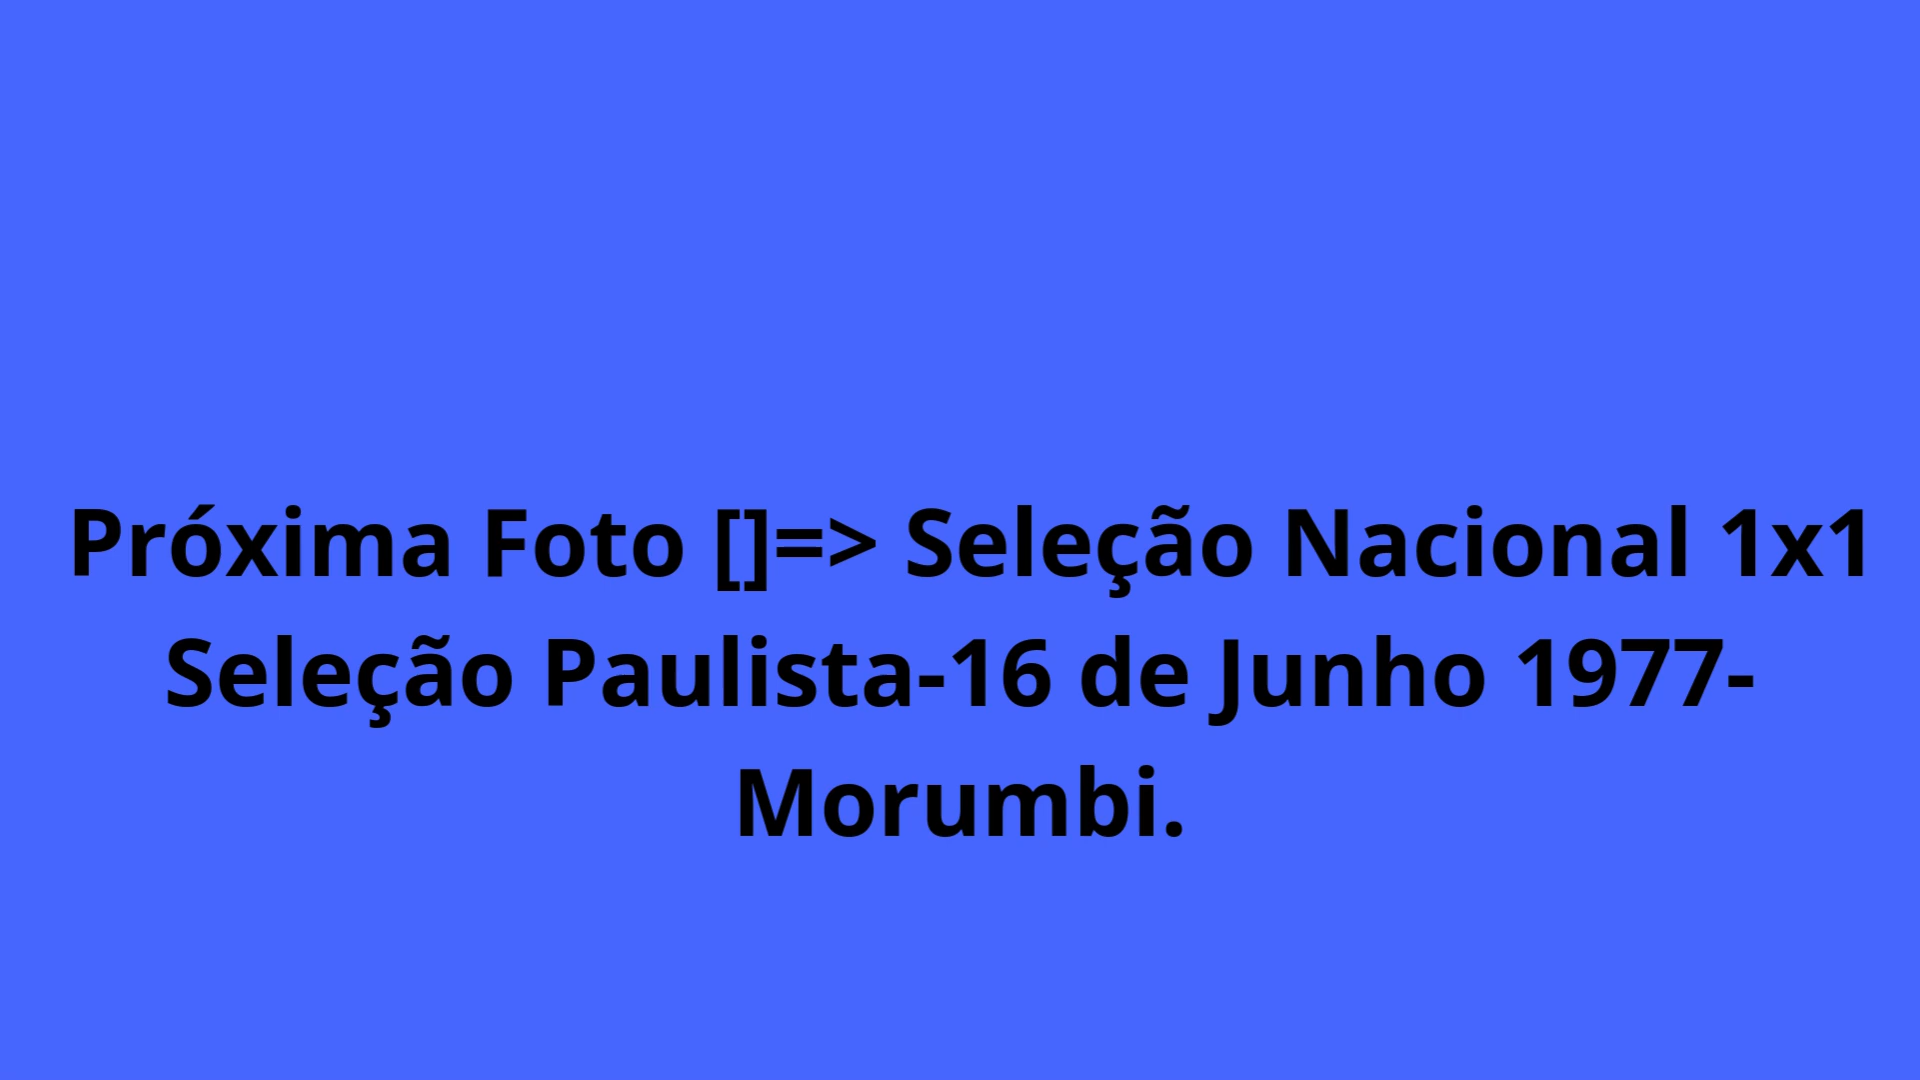 Próxima Foto []=> Seleção Nacional 1x1
Seleção Paulista-16 de Junho 1977-
Morumbi.